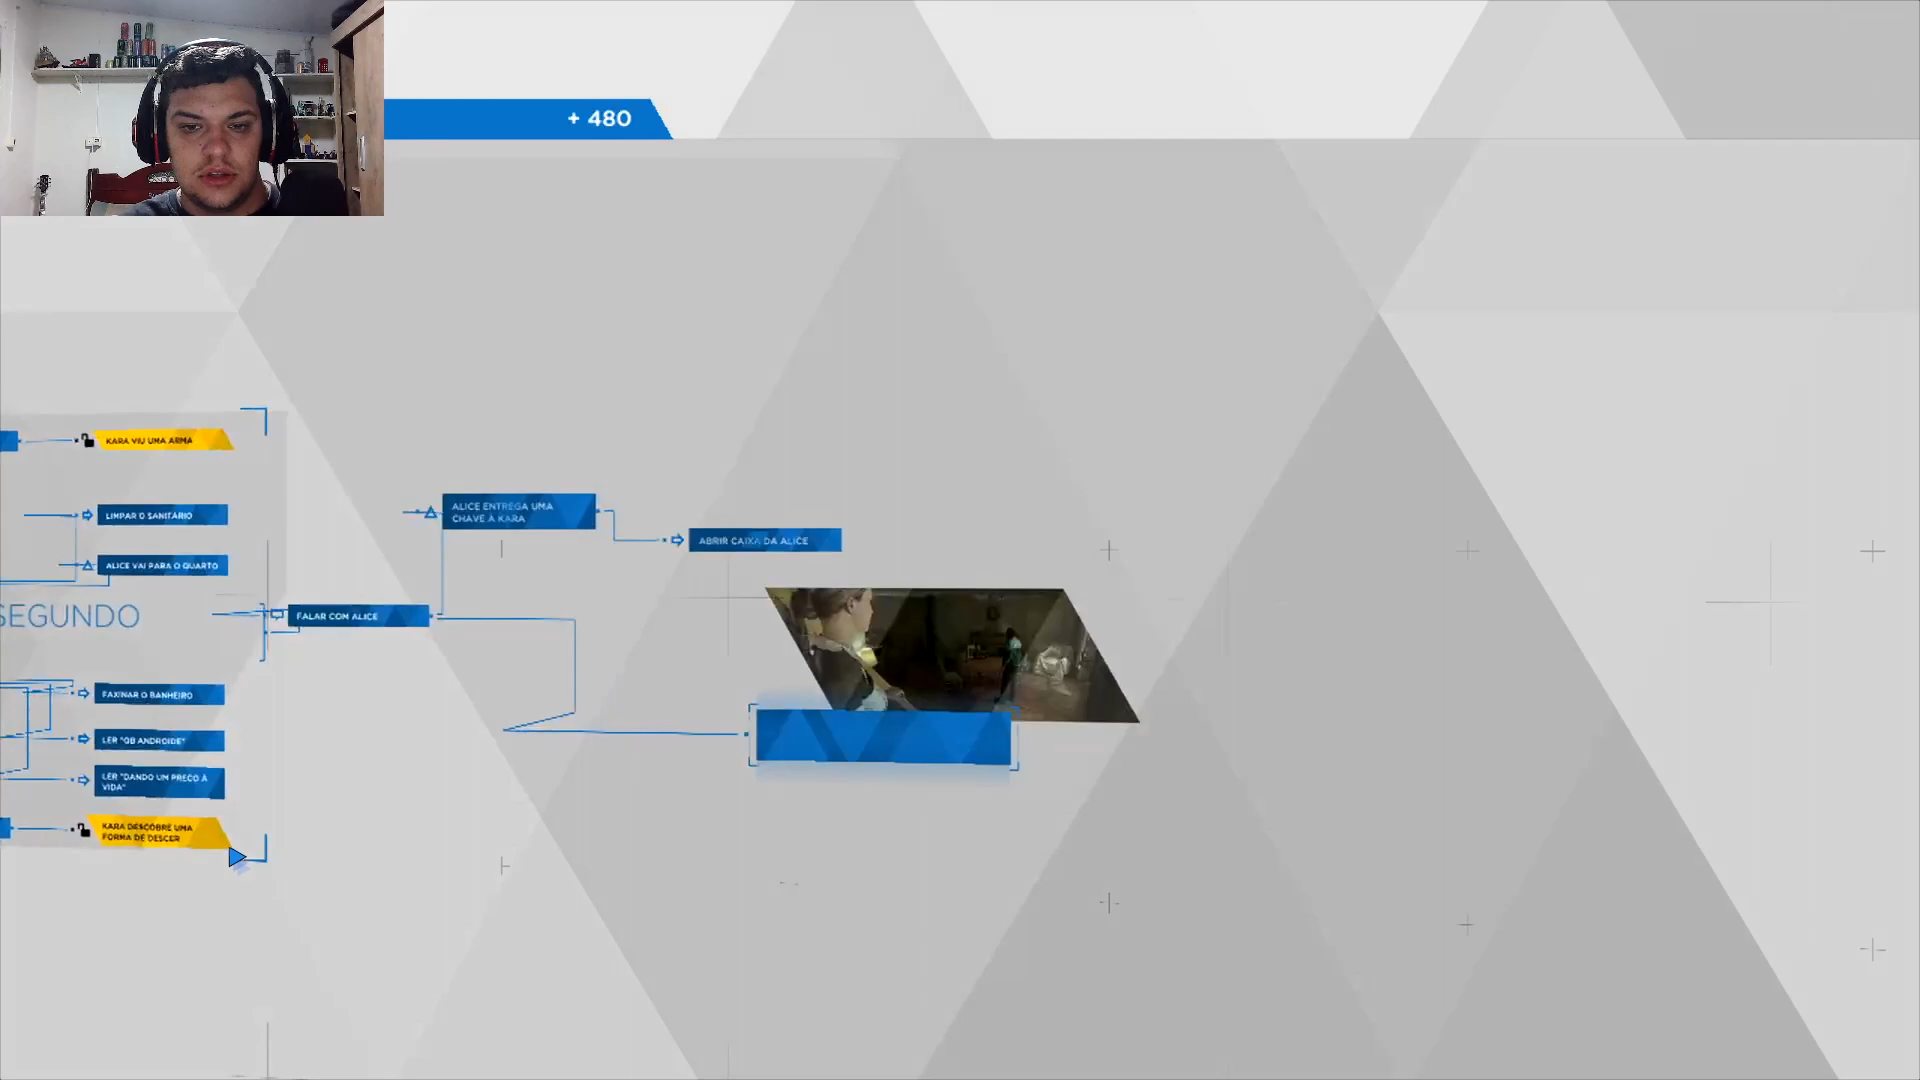 + 480
KARA VIU UMA ARMA
LIMPAR O SANITÁRIO
ALICE VAI PARA O QUARTO
SEGUNDO
FAXINAR O BANHEIRO
LER "QB ANDROIDE"
LER "DANDO UM PREÇO À
VIDA"
KARA DESCOBRE UMA
FORMA DE DESCER
FALAR COM ALICE
ALICE ENTREGA UMA
CHAVE À KARA
ABRIR CAIXA DA ALICE